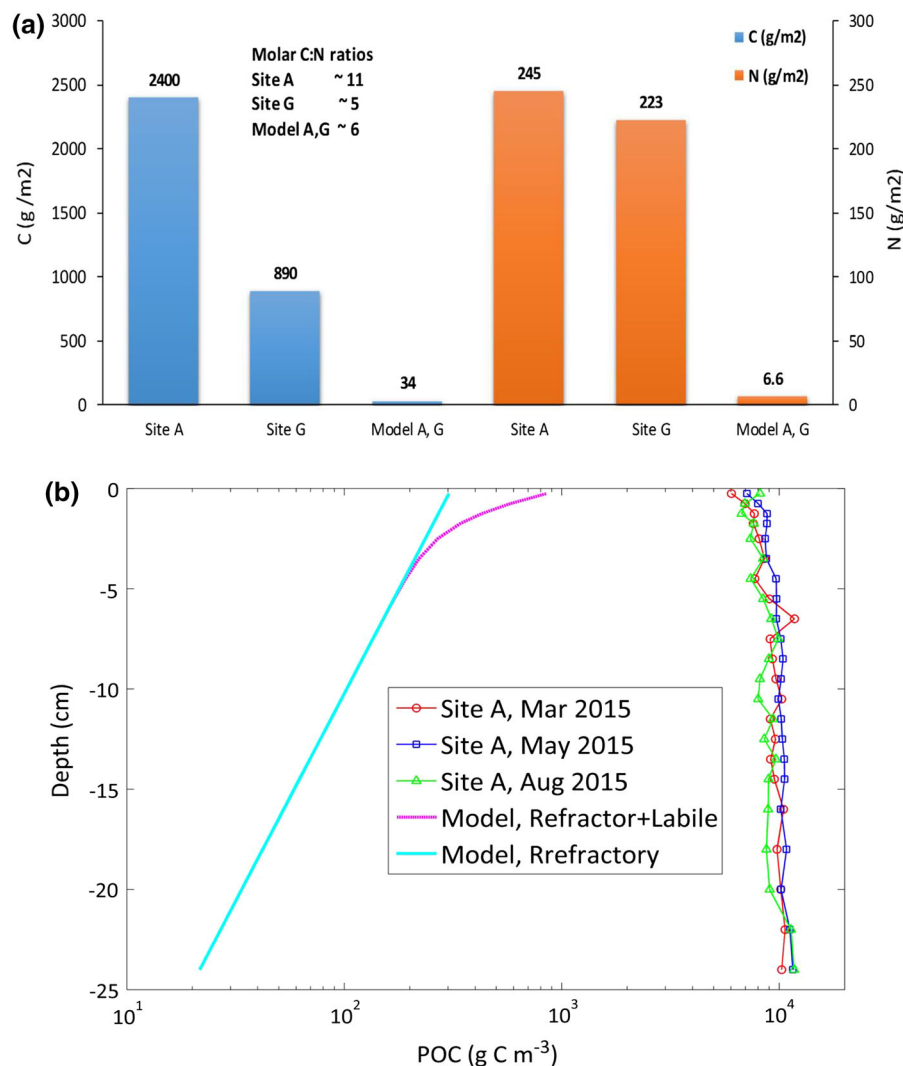 (a)
3000
2500
2000
1500
1000
500
0
C (g /m2)
Molar C:N ratios
Site A ~ 11
Site G ~ 5
Model A,G ~ 6
2400
890
34
245
223
6.6
C (g/m2)
N (g/m2)
300
250
200
150
100
50
0
N (g/m2)
Site A
Site G
Model A, G
Site A
Site G
Model A, G
(b)
0
-5
-10
-15
-20
-25
Depth (cm)
Site A, Mar 2015
Site A, May 2015
Site A, Aug 2015
Model, Refractor+Labile
Model, Rrefractory
10¹
10²
10³
10⁴
POC (g C m⁻³)